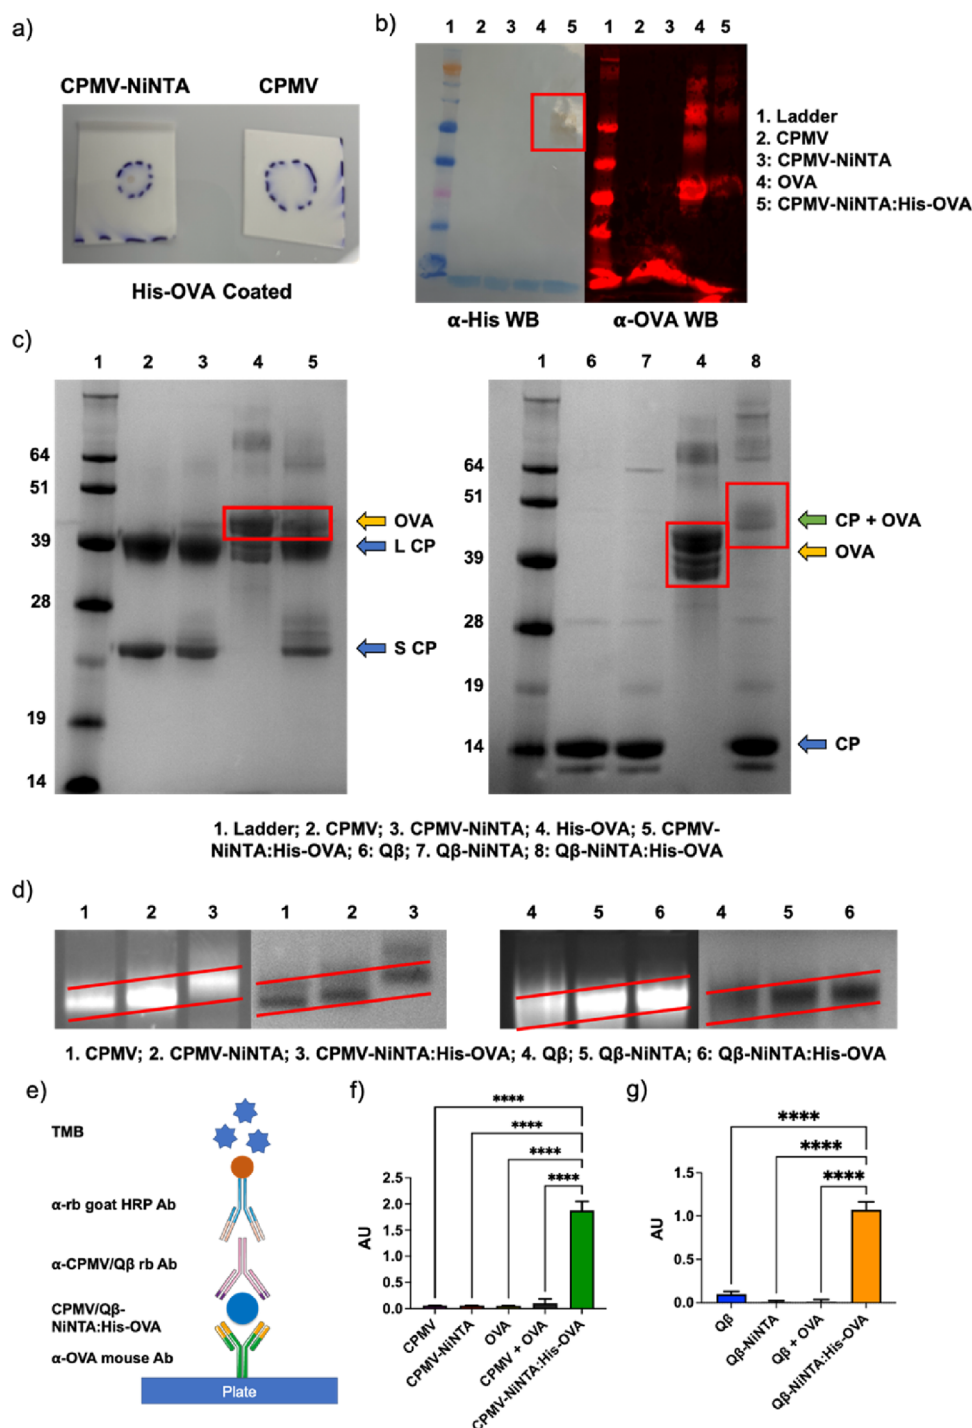 a)
CPMV-NiNTA CPMV
His-OVA Coated
b)
1 2 3 4 5 1 2 3 4 5
1. Ladder
2. CPMV
3: CPMV-NiNTA
4: OVA
5: CPMV-NiNTA:His-OVA
α-His WB α-OVA WB
c)
1 2 3 4 5
64
51
39
28
19
14
OVA
L CP
S CP
1 6 7 4 8
64
51
39
28
19
14
CP + OVA
OVA
CP
1. Ladder; 2. CPMV; 3. CPMV-NiNTA; 4. His-OVA; 5. CPMV-
NiNTA:His-OVA; 6: Qβ; 7. Qβ-NiNTA; 8: Qβ-NiNTA:His-OVA
d)
1 2 3 1 2 3 4 5 6 4 5 6
1. CPMV; 2. CPMV-NiNTA; 3. CPMV-NiNTA:His-OVA; 4. Qβ; 5. Qβ-NiNTA; 6: Qβ-NiNTA:His-OVA
e)
TMB
α-rb goat HRP Ab
α-CPMV/Qβ rb Ab
CPMV/Qβ-
NiNTA:His-OVA
α-OVA mouse Ab
Plate
f)
****
****
****
****
2.5
2.0
1.5
1.0
0.5
0.0
AU
CPMV
CPMV-NiNTA
OVA
CPMV + OVA
CPMV-NiNTA:His-OVA
g)
****
****
****
1.5
1.0
0.5
0.0
AU
Qβ
Qβ-NiNTA
Qβ + OVA
Qβ-NiNTA:His-OVA